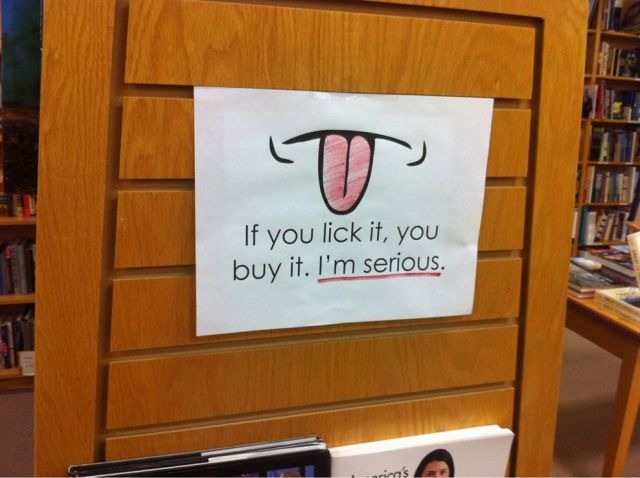 If you lick it, you
buy it. I'm serious.